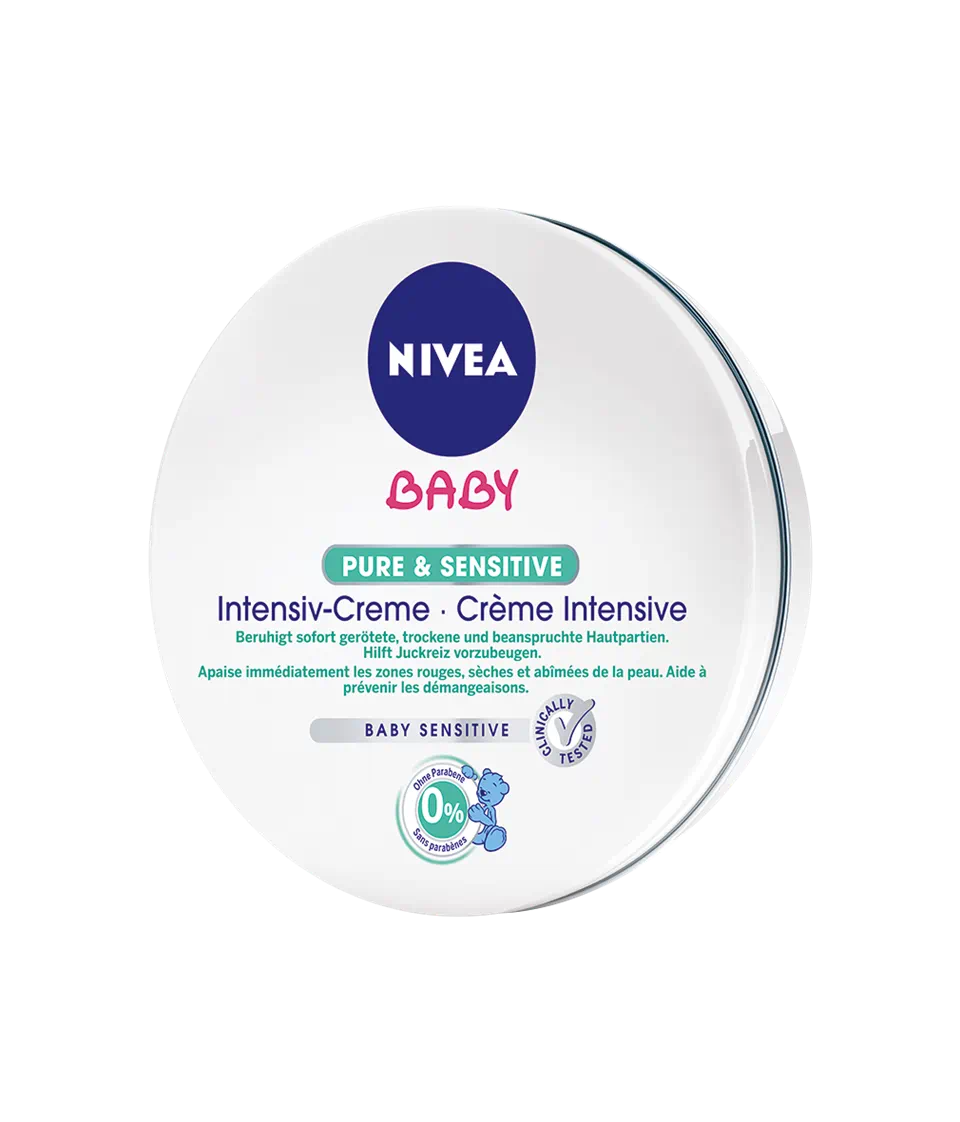 NIVEA
BABY
PURE & SENSITIVE
Intensiv-Creme · Crème Intensive
Beruhigt sofort gerötete, trockene und beanspruchte Hautpartien.
Hilft Juckreiz vorzubeugen.
Apaise immédiatement les zones rouges, sèches et abîmées de la peau. Aide à
prévenir les démangeaisons.
BABY SENSITIVE
CLINICALLY
TESTED
Ohne Parabene
0%
Sans parabènes